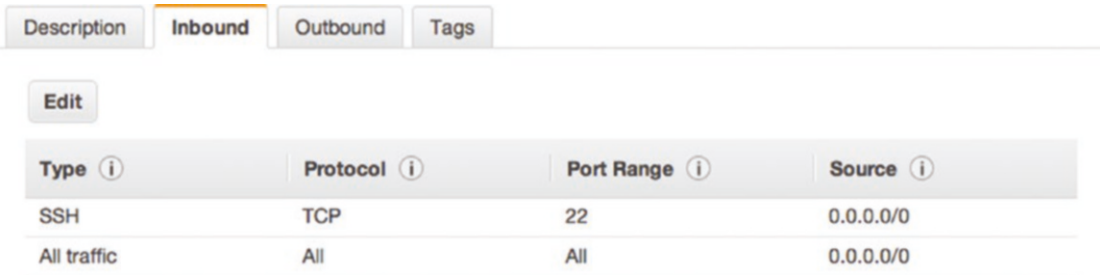 Description Inbound Outbound Tags
Edit
Type i Protocol i Port Range i Source i
SSH TCP 22 0.0.0.0/0
All traffic All All 0.0.0.0/0